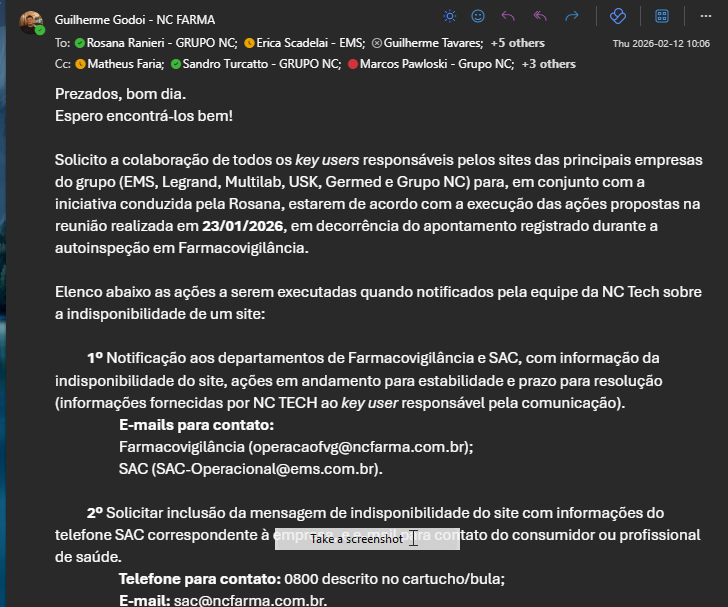 Guilherme Godoi - NC FARMA
To: Rosana Ranieri - GRUPO NC; Erica Scadelai - EMS; Guilherme Tavares; +5 others
Thu 2026-02-12 10:06
Cc: Matheus Faria; Sandro Turcatto - GRUPO NC; Marcos Pawloski - Grupo NC; +3 others
Prezados, bom dia.
Espero encontrá-los bem!
Solicito a colaboração de todos os key users responsáveis pelos sites das principais empresas
do grupo (EMS, Legrand, Multilab, USK, Germed e Grupo NC) para, em conjunto com a
iniciativa conduzida pela Rosana, estarem de acordo com a execução das ações propostas na
reunião realizada em 23/01/2026, em decorrência do apontamento registrado durante a
autoinspeção em Farmacovigilância.
Elenco abaixo as ações a serem executadas quando notificados pela equipe da NC Tech sobre
a indisponibilidade de um site:
1º Notificação aos departamentos de Farmacovigilância e SAC, com informação da
indisponibilidade do site, ações em andamento para estabilidade e prazo para resolução
(informações fornecidas por NC TECH ao key user responsável pela comunicação).
E-mails para contato:
Farmacovigilância (operacaofvg@ncfarma.com.br);
SAC (SAC-Operacional@ems.com.br).
2º Solicitar inclusão da mensagem de indisponibilidade do site com informações do
telefone SAC correspondente à contato do consumidor ou profissional
Take a screenshot
de saúde.
Telefone para contato: 0800 descrito no cartucho/bula;
E-mail: sac@ncfarma.com.br.